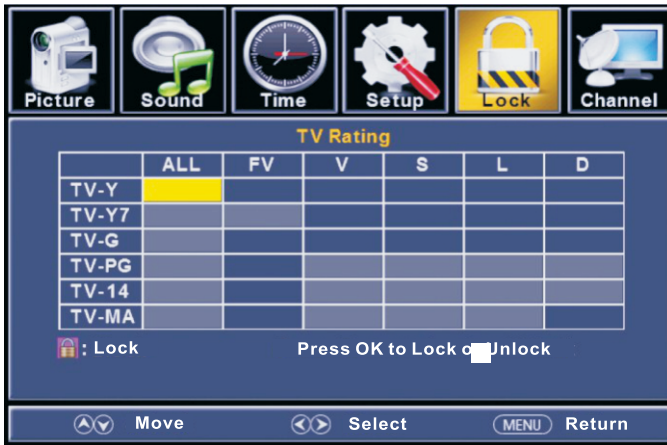 Picture Sound Time Setup Lock Channel
TV Rating
ALL FV V S L D
TV-Y
TV-Y7
TV-G
TV-PG
TV-14
TV-MA
: Lock Press OK to Lock o Unlock
Move Select MENU Return